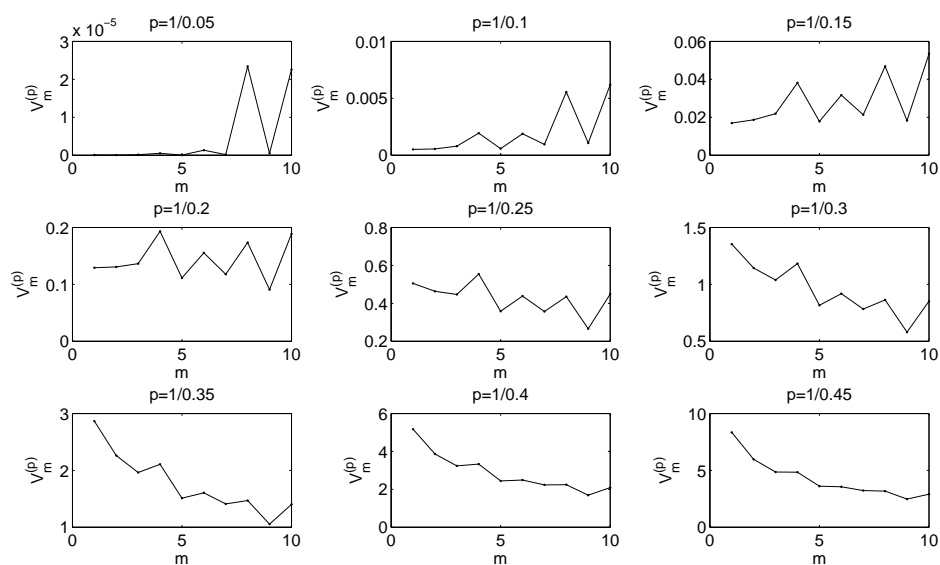 p=1/0.05
x 10^-5
3
2
1
0
0 5 10
V_m^(p)
m
p=1/0.1
0.01
0.005
0
0 5 10
V_m^(p)
m
p=1/0.15
0.06
0.04
0.02
0
0 5 10
V_m^(p)
m
p=1/0.2
0.2
0.1
0
0 5 10
V_m^(p)
m
p=1/0.25
0.8
0.6
0.4
0.2
0 5 10
V_m^(p)
m
p=1/0.3
1.5
1
0.5
0 5 10
V_m^(p)
m
p=1/0.35
3
2
1
0 5 10
V_m^(p)
m
p=1/0.4
6
4
2
0
0 5 10
V_m^(p)
m
p=1/0.45
10
5
0
0 5 10
V_m^(p)
m